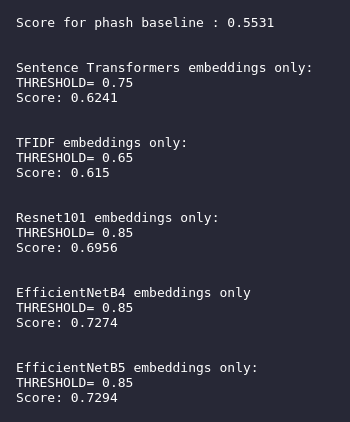 Score for phash baseline : 0.5531
Sentence Transformers embeddings only:
THRESHOLD= 0.75
Score: 0.6241
TFIDF embeddings only:
THRESHOLD= 0.65
Score: 0.615
Resnet101 embeddings only:
THRESHOLD= 0.85
Score: 0.6956
EfficientNetB4 embeddings only
THRESHOLD= 0.85
Score: 0.7274
EfficientNetB5 embeddings only:
THRESHOLD= 0.85
Score: 0.7294